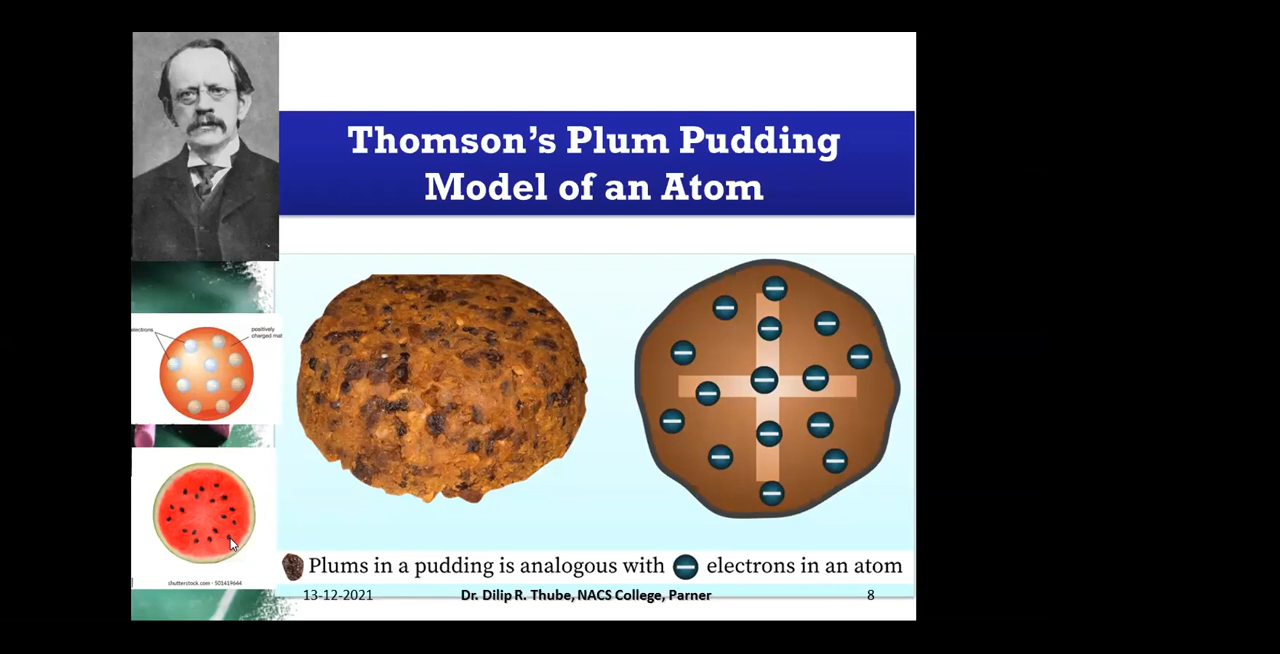 Thomson’s Plum Pudding
Model of an Atom
electrons
positively
charged mat
shutterstock.com · 501419644
Plums in a pudding is analogous with electrons in an atom
13-12-2021
Dr. Dilip R. Thube, NACS College, Parner
8